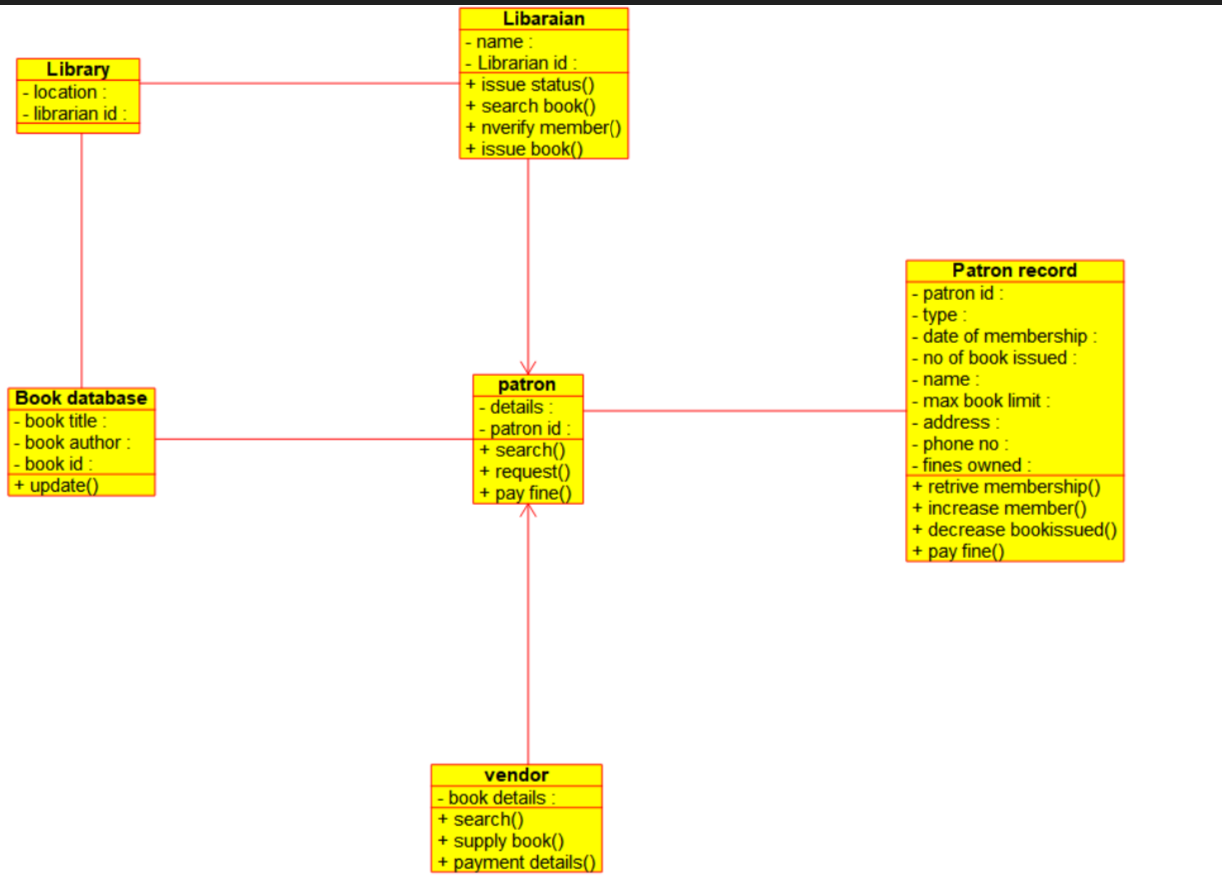 Libaraian
- name :
- Librarian id :
+ issue status()
+ search book()
+ nverify member()
+ issue book()
Library
- location :
- librarian id :
Patron record
- patron id :
- type :
- date of membership :
- no of book issued :
- name :
- max book limit :
- address :
- phone no :
- fines owned :
+ retrive membership()
+ increase member()
+ decrease bookissued()
+ pay fine()
Book database
- book title :
- book author :
- book id :
+ update()
patron
- details :
- patron id :
+ search()
+ request()
+ pay fine()
vendor
- book details :
+ search()
+ supply book()
+ payment details()